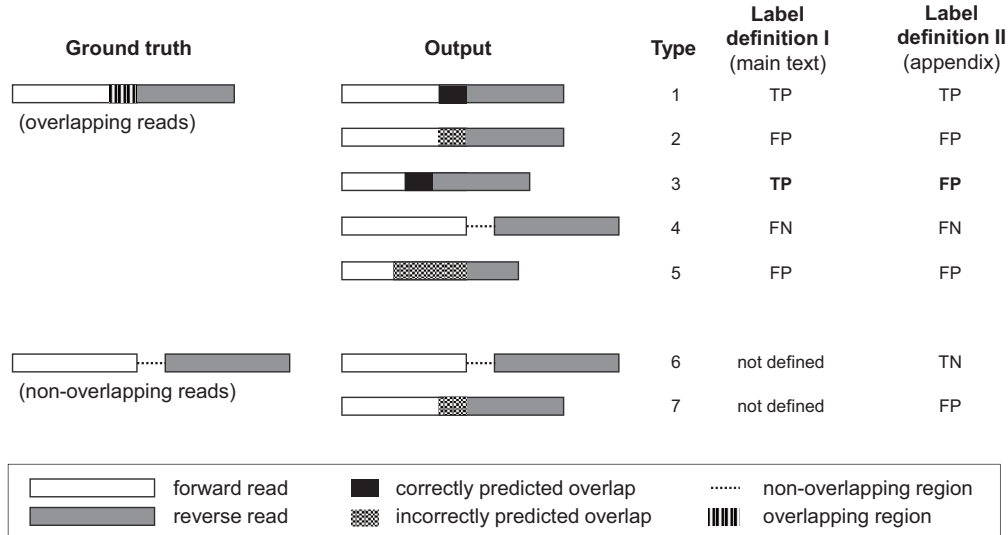 Ground truth Output Type Label definition I (main text) Label definition II (appendix)
(overlapping reads)
1 TP TP
2 FP FP
3 TP FP
4 FN FN
5 FP FP
(non-overlapping reads)
6 not defined TN
7 not defined FP
forward read correctly predicted overlap non-overlapping region
reverse read incorrectly predicted overlap overlapping region